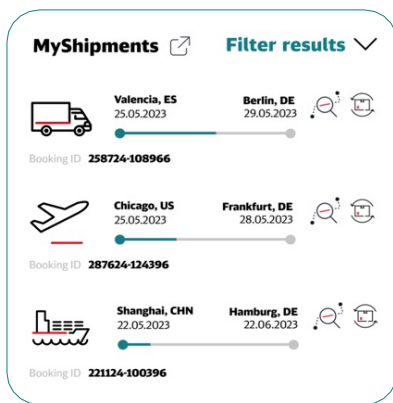 MyShipments Filter results
Valencia, ES Berlin, DE
25.05.2023 29.05.2023
Booking ID 258724-108966
Chicago, US Frankfurt, DE
25.05.2023 28.05.2023
Booking ID 287624-124396
Shanghai, CHN Hamburg, DE
22.05.2023 22.06.2023
Booking ID 221124-100396